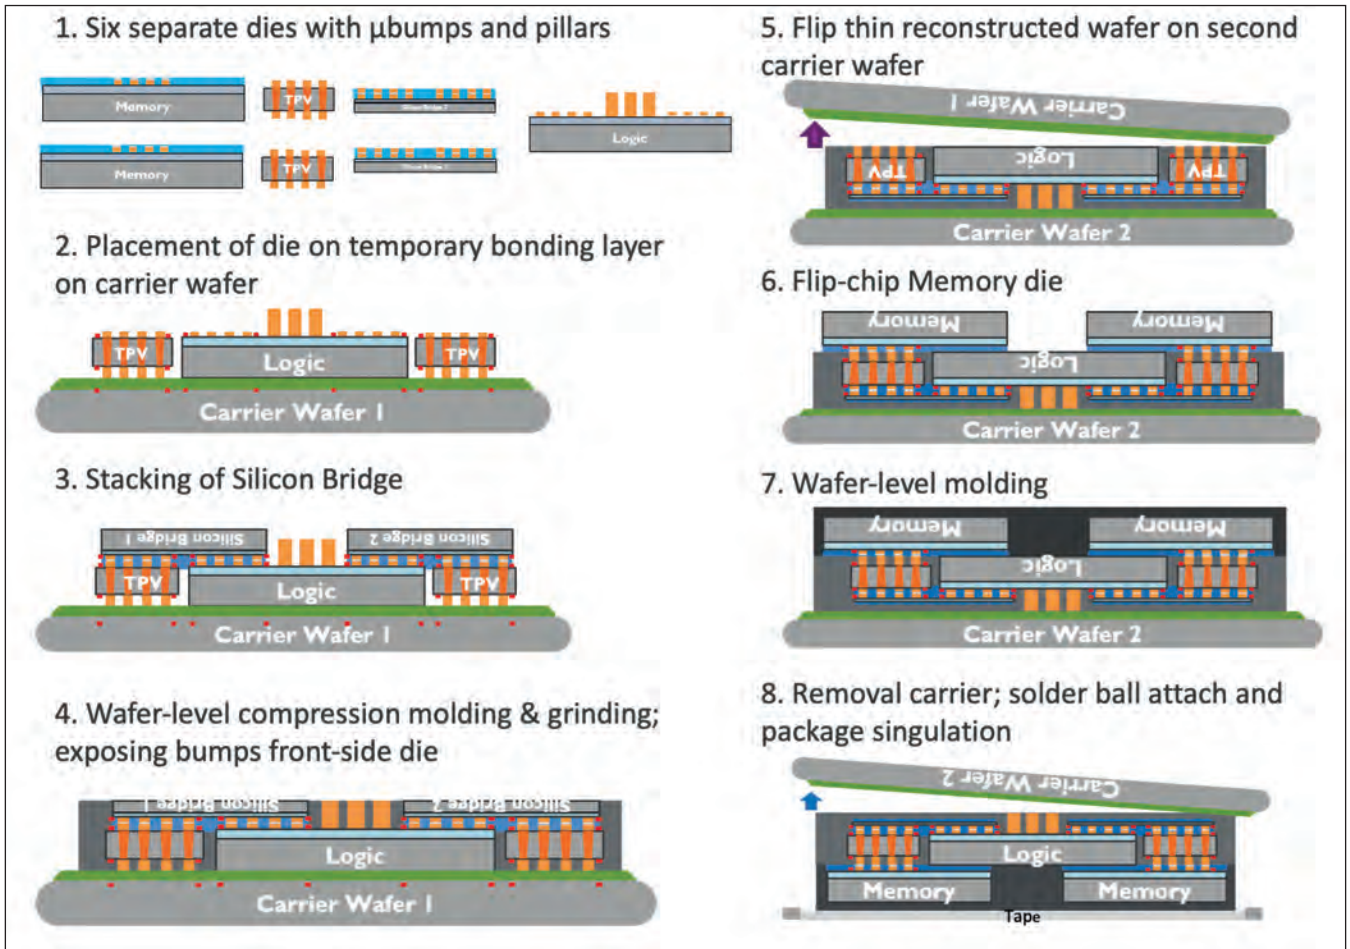 1. Six separate dies with µbumps and pillars
Memory
TPV
Logic
Memory
TPV
2. Placement of die on temporary bonding layer
on carrier wafer
TPV
Logic
TPV
Carrier Wafer 1
3. Stacking of Silicon Bridge
Silicon Bridge 1
Silicon Bridge 2
TPV
Logic
TPV
Carrier Wafer 1
4. Wafer-level compression molding & grinding;
exposing bumps front-side die
Silicon Bridge 1
Silicon Bridge 2
Logic
Carrier Wafer 1
5. Flip thin reconstructed wafer on second
carrier wafer
Carrier Wafer 1
TPV
Logic
TPV
Carrier Wafer 2
6. Flip-chip Memory die
Memory
Memory
Logic
Carrier Wafer 2
7. Wafer-level molding
Memory
Memory
Logic
Carrier Wafer 2
8. Removal carrier; solder ball attach and
package singulation
Carrier Wafer 2
Logic
Memory
Memory
Tape